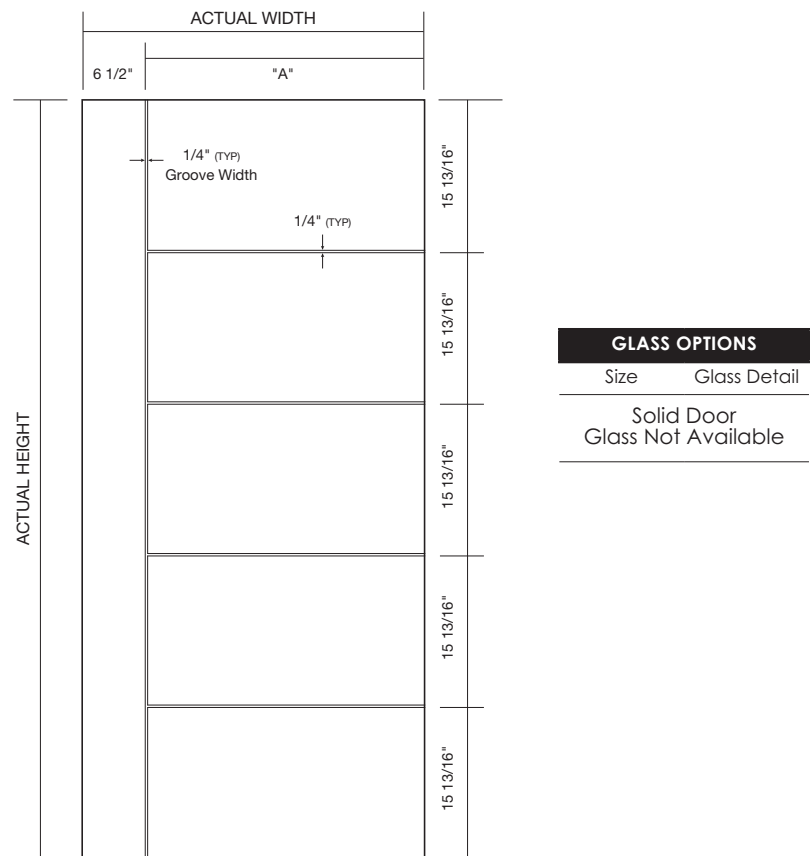 ACTUAL WIDTH
6 1/2"
"A"
1/4" (TYP)
Groove Width
1/4" (TYP)
15 13/16"
15 13/16"
15 13/16"
15 13/16"
15 13/16"
ACTUAL HEIGHT
GLASS OPTIONS
Size Glass Detail
Solid Door
Glass Not Available